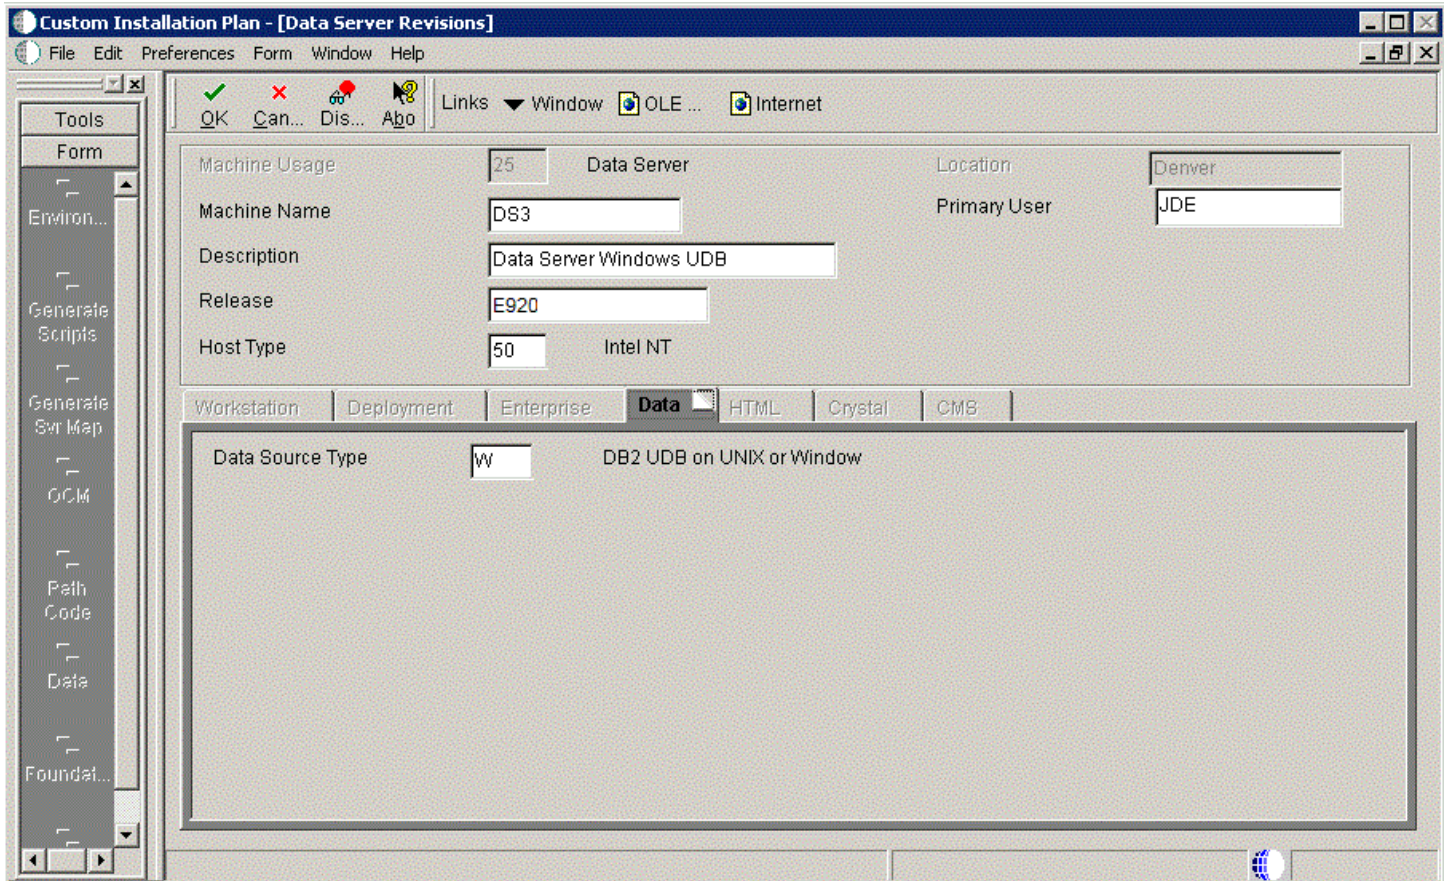 Custom Installation Plan - [Data Server Revisions]
File Edit Preferences Form Window Help
Tools
Form
Environ...
Generate
Scripts
Generate
Svr Map
OCM
Path
Code
Data
Foundat...
OK Can... Dis... Abo
Links Window OLE ... Internet
Machine Usage 25 Data Server Location Denver
Machine Name DS3 Primary User JDE
Description Data Server Windows UDB
Release E920
Host Type 50 Intel NT
Workstation Deployment Enterprise Data HTML Crystal CMS
Data Source Type W DB2 UDB on UNIX or Window